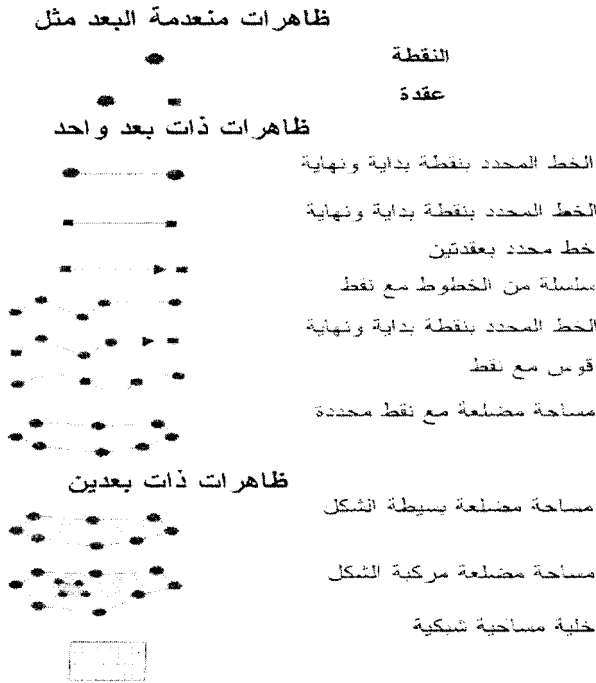 ظاهرات منعدمة البعد مثل
النقطة
عقدة
ظاهرات ذات بعد واحد
الخط المحدد بنقطة بداية ونهاية
الخط المحدد بنقطة بداية ونهاية
خط محدد بعقدتين
سلسلة من الخطوط مع نقط
الخط المحدد بنقطة بداية ونهاية
قوس مع نقط
مساحة مضلعة مع نقط محددة
ظاهرات ذات بعدين
مساحة مضلعة بسيطة الشكل
مساحة مضلعة مركبة الشكل
خلية مساحية شبكية